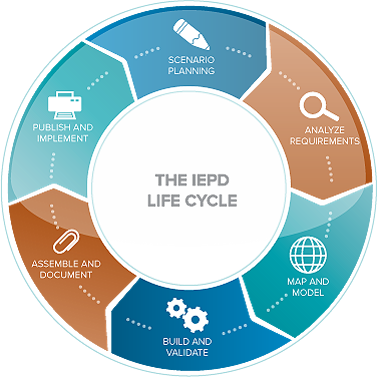 SCENARIO
PLANNING
ANALYZE
REQUIREMENTS
MAP AND
MODEL
BUILD AND
VALIDATE
ASSEMBLE AND
DOCUMENT
PUBLISH AND
IMPLEMENT
THE IEPD
LIFE CYCLE